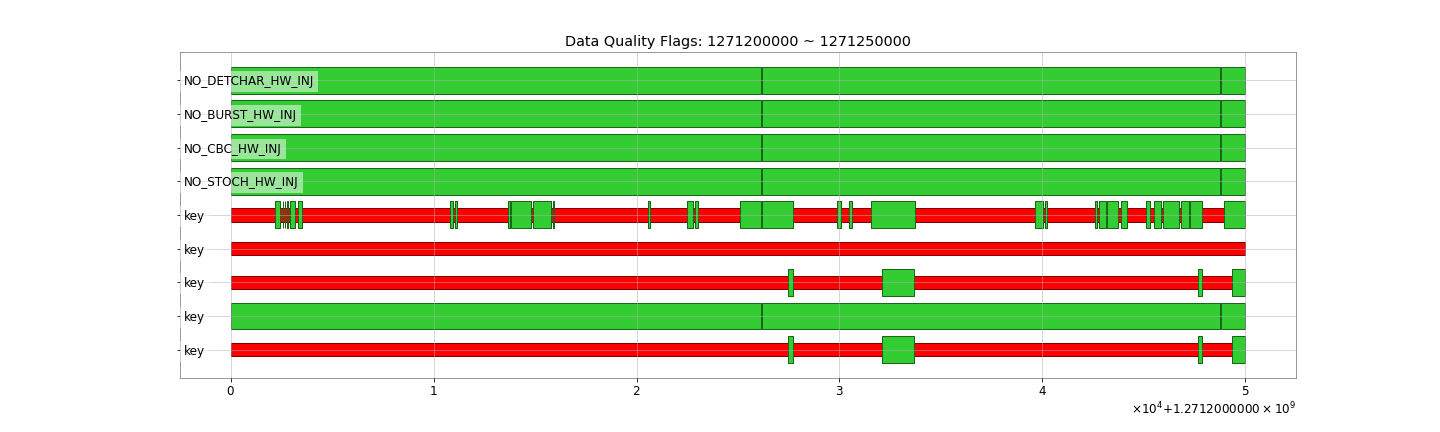 Data Quality Flags: 1271200000 ~ 1271250000
NO_DETCHAR_HW_INJ
NO_BURST_HW_INJ
NO_CBC_HW_INJ
NO_STOCH_HW_INJ
key
key
key
key
key
0 1 2 3 4 5
×10⁴+1.2712000000 × 10⁹